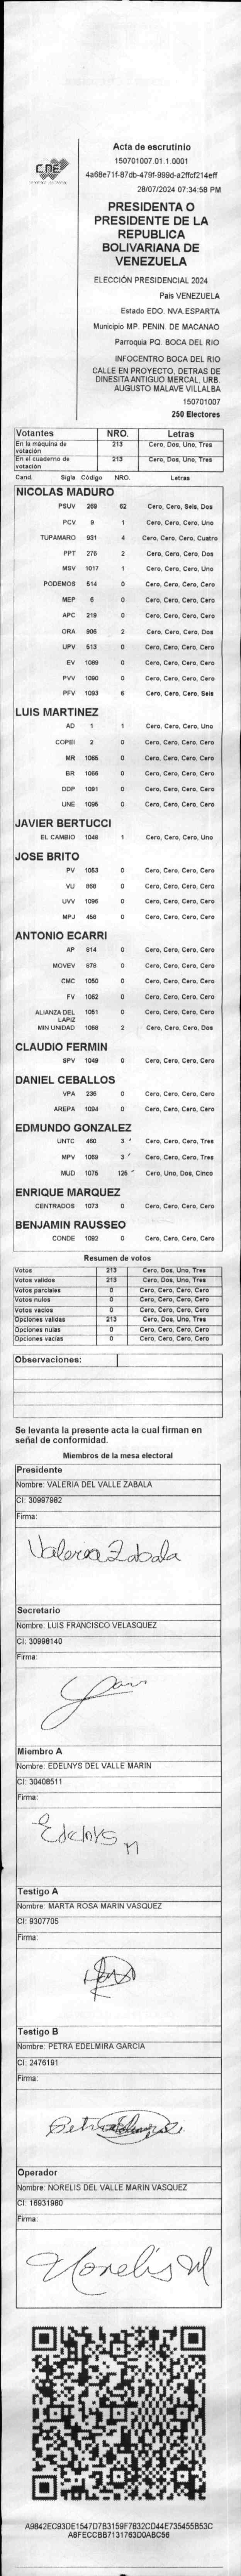 Acta de escrutinio
150701007.01.1.0001
4a68e71f-87db-479f-999d-a2ffcf214eff
28/07/2024 07:34:58 PM
CNE
PRESIDENTA O
PRESIDENTE DE LA
REPUBLICA
BOLIVARIANA DE
VENEZUELA
ELECCIÓN PRESIDENCIAL 2024
Pais VENEZUELA
Estado EDO. NVA.ESPARTA
Municipio MP. PENIN. DE MACANAO
Parroquia PQ. BOCA DEL RIO
INFOCENTRO BOCA DEL RIO
CALLE EN PROYECTO. DETRAS DE
DINESITA ANTIGUO MERCAL, URB.
AUGUSTO MALAVE VILLALBA
150701007
250 Electores
Votantes NRO. Letras
En la máquina de votación 213 Cero, Dos, Uno, Tres
En el cuaderno de votación 213 Cero, Dos, Uno, Tres
Cand. Sigla Código NRO. Letras
NICOLAS MADURO
PSUV 269 62 Cero, Cero, Seis, Dos
PCV 9 1 Cero, Cero, Cero, Uno
TUPAMARO 931 4 Cero, Cero, Cero, Cuatro
PPT 276 2 Cero, Cero, Cero, Dos
MSV 1017 1 Cero, Cero, Cero, Uno
PODEMOS 514 0 Cero, Cero, Cero, Cero
MEP 6 0 Cero, Cero, Cero, Cero
APC 219 0 Cero, Cero, Cero, Cero
ORA 906 2 Cero, Cero, Cero, Dos
UPV 513 0 Cero, Cero, Cero, Cero
EV 1089 0 Cero, Cero, Cero, Cero
PVV 1090 0 Cero, Cero, Cero, Cero
PFV 1093 6 Cero, Cero, Cero, Seis
LUIS MARTINEZ
AD 1 1 Cero, Cero, Cero, Uno
COPEI 2 0 Cero, Cero, Cero, Cero
MR 1065 0 Cero, Cero, Cero, Cero
BR 1066 0 Cero, Cero, Cero, Cero
DDP 1091 0 Cero, Cero, Cero, Cero
UNE 1095 0 Cero, Cero, Cero, Cero
JAVIER BERTUCCI
EL CAMBIO 1048 1 Cero, Cero, Cero, Uno
JOSE BRITO
PV 1053 0 Cero, Cero, Cero, Cero
VU 868 0 Cero, Cero, Cero, Cero
UVV 1096 0 Cero, Cero, Cero, Cero
MPJ 458 0 Cero, Cero, Cero, Cero
ANTONIO ECARRI
AP 814 0 Cero, Cero, Cero, Cero
MOVEV 878 0 Cero, Cero, Cero, Cero
CMC 1050 0 Cero, Cero, Cero, Cero
FV 1062 0 Cero, Cero, Cero, Cero
ALIANZA DEL LAPIZ 1051 0 Cero, Cero, Cero, Cero
MIN UNIDAD 1068 2 Cero, Cero, Cero, Dos
CLAUDIO FERMIN
SPV 1049 0 Cero, Cero, Cero, Cero
DANIEL CEBALLOS
VPA 236 0 Cero, Cero, Cero, Cero
AREPA 1094 0 Cero, Cero, Cero, Cero
EDMUNDO GONZALEZ
UNTC 460 3 Cero, Cero, Cero, Tres
MPV 1069 3 Cero, Cero, Cero, Tres
MUD 1075 125 Cero, Uno, Dos, Cinco
ENRIQUE MARQUEZ
CENTRADOS 1073 0 Cero, Cero, Cero, Cero
BENJAMIN RAUSSEO
CONDE 1092 0 Cero, Cero, Cero, Cero
Resumen de votos
Votos 213 Cero, Dos, Uno, Tres
Votos validos 213 Cero, Dos, Uno, Tres
Votos parciales 0 Cero, Cero, Cero, Cero
Votos nulos 0 Cero, Cero, Cero, Cero
Votos vacios 0 Cero, Cero, Cero, Cero
Opciones validas 213 Cero, Dos, Uno, Tres
Opciones nulas 0 Cero, Cero, Cero, Cero
Opciones vacias 0 Cero, Cero, Cero, Cero
Observaciones:
Se levanta la presente acta la cual firman en
señal de conformidad.
Miembros de la mesa electoral
Presidente
Nombre: VALERIA DEL VALLE ZABALA
CI: 30997982
Firma:
Valeria Zabala
Secretario
Nombre: LUIS FRANCISCO VELASQUEZ
CI: 30998140
Firma:
Miembro A
Nombre: EDELNYS DEL VALLE MARIN
CI: 30408511
Firma:
Edelnys M
Testigo A
Nombre: MARTA ROSA MARIN VASQUEZ
CI: 9307705
Firma:
Testigo B
Nombre: PETRA EDELMIRA GARCIA
CI: 2476191
Firma:
Operador
Nombre: NORELIS DEL VALLE MARIN VASQUEZ
CI: 16931980
Firma:
Norelis M
A9842EC93DE1547D7B3159F7B32CD44E735455B53C
A8FECCBB7131763D0ABC56